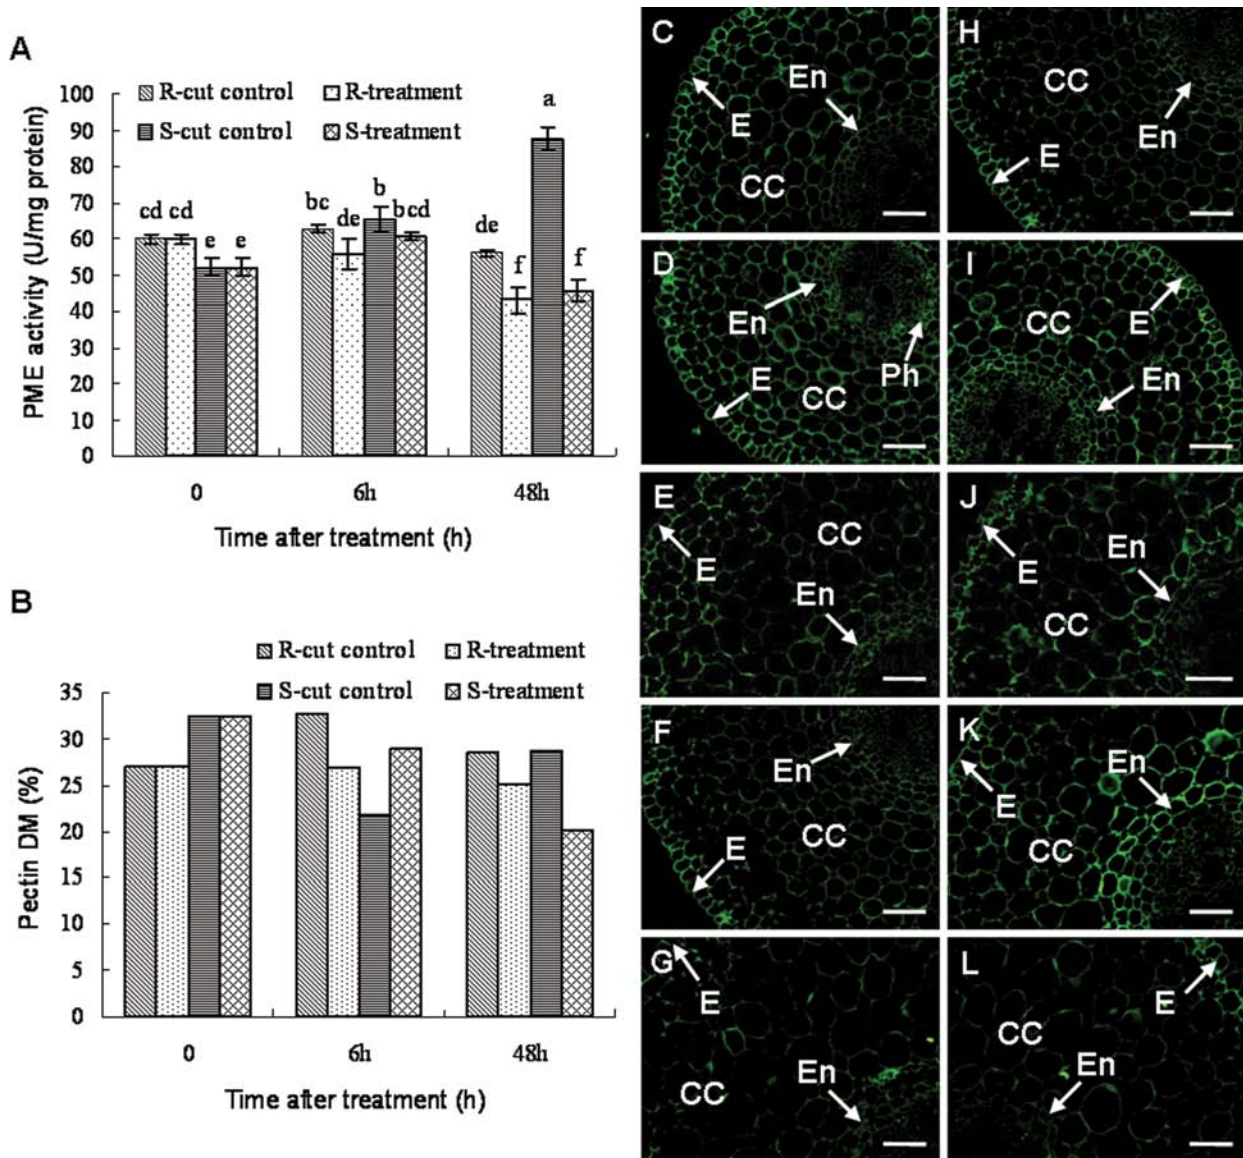 A
R-cut control R-treatment
S-cut control S-treatment
100
90
80
70
60
50
40
30
20
10
0
PME activity (U/mg protein)
cd cd e e
bc de b bcd
de f a f
0 6h 48h
Time after treatment (h)
B
R-cut control R-treatment
S-cut control S-treatment
35
30
25
20
15
10
5
0
Pectin DM (%)
0 6h 48h
Time after treatment (h)
C
En
E
CC
H
CC
En
E
D
En
Ph
E
CC
I
CC
E
En
E
CC
E
En
J
En
E
CC
F
En
CC
E
K
En
E
CC
G
E
En
CC
L
E
CC
En